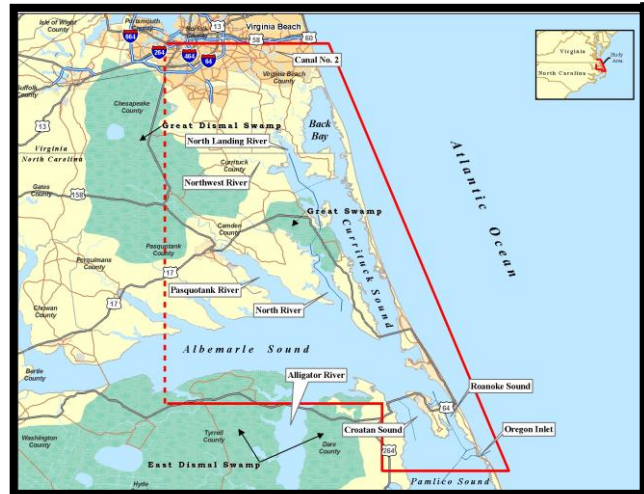 Isle of Wight
County
Portsmouth
County
Norfolk
County
Virginia Beach
13
60
664
58
264
264
464
64
Canal No. 2
Virginia Beach
County
Virginia
Study
Area
North Carolina
Suffolk
County
Chesapeake
County
Back
Bay
Great Dismal Swamp
13
North Landing River
Virginia
North Carolina
Currituck
County
Atlantic Ocean
Northwest River
Gates
County
158
Great Swamp
Camden
County
Currituck Sound
Pasquotank
County
Perquimans
County
17
Pasquotank River
Chowan
County
17
North River
Albemarle Sound
Bertie
County
Alligator River
Roanoke Sound
64
Croatan Sound
Oregon Inlet
Washington
County
Tyrrell
County
Dare
County
264
East Dismal Swamp
Pamlico Sound
Hyde